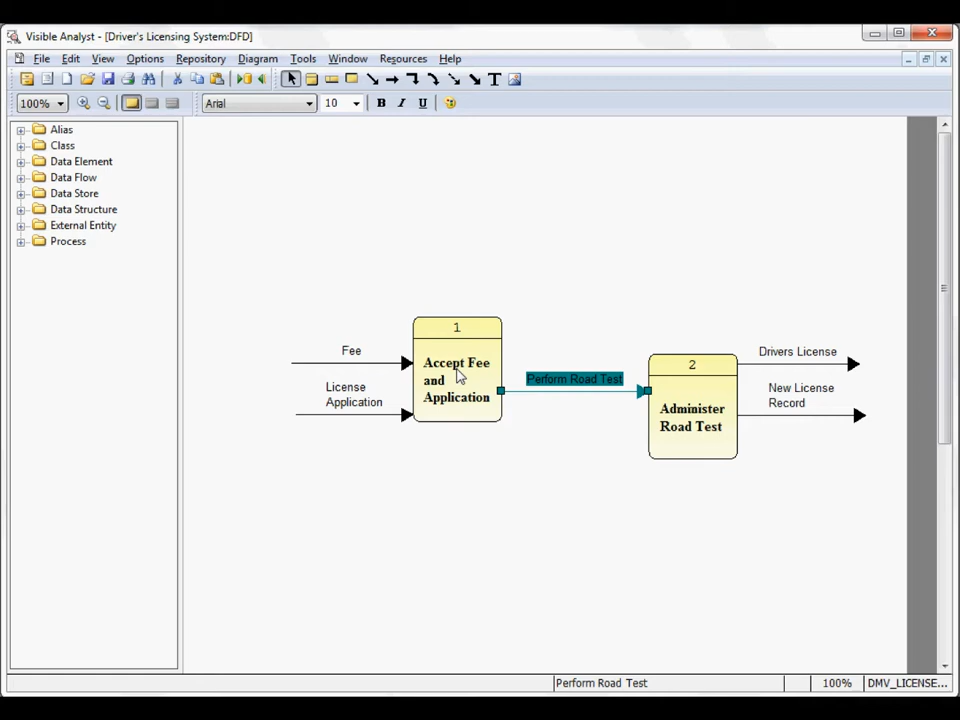 Visible Analyst - [Driver's Licensing System:DFD]
File Edit View Options Repository Diagram Tools Window Resources Help
100% Arial 10 B I U
Alias
Class
Data Element
Data Flow
Data Store
Data Structure
External Entity
Process
1
Fee
Accept Fee
and
Application
License
Application
Perform Road Test
2
Administer
Road Test
Drivers License
New License
Record
Perform Road Test 100% DMV_LICENSE...